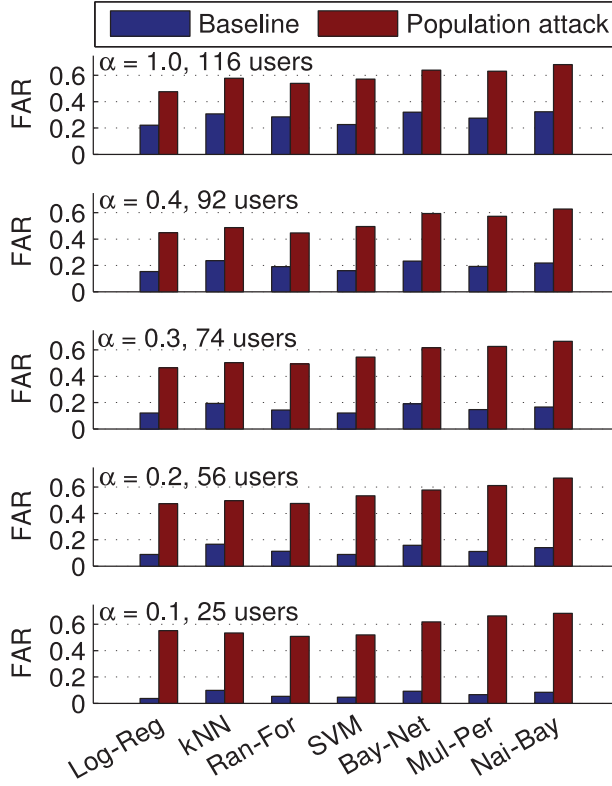 Baseline Population attack
α = 1.0, 116 users
FAR
0.6
0.4
0.2
0
α = 0.4, 92 users
FAR
0.6
0.4
0.2
0
α = 0.3, 74 users
FAR
0.6
0.4
0.2
0
α = 0.2, 56 users
FAR
0.6
0.4
0.2
0
α = 0.1, 25 users
FAR
0.6
0.4
0.2
0
Log-Reg kNN Ran-For SVM Bay-Net Mul-Per Nai-Bay